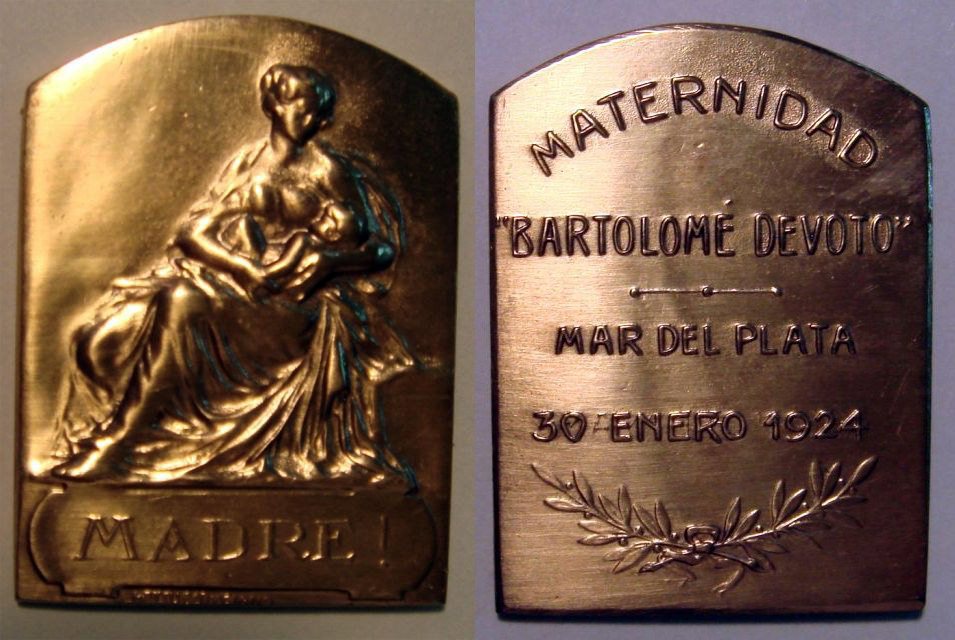 MADRE!
MATERNIDAD
"BARTOLOMÉ DEVOTO"
MAR DEL PLATA
30 ENERO 1924